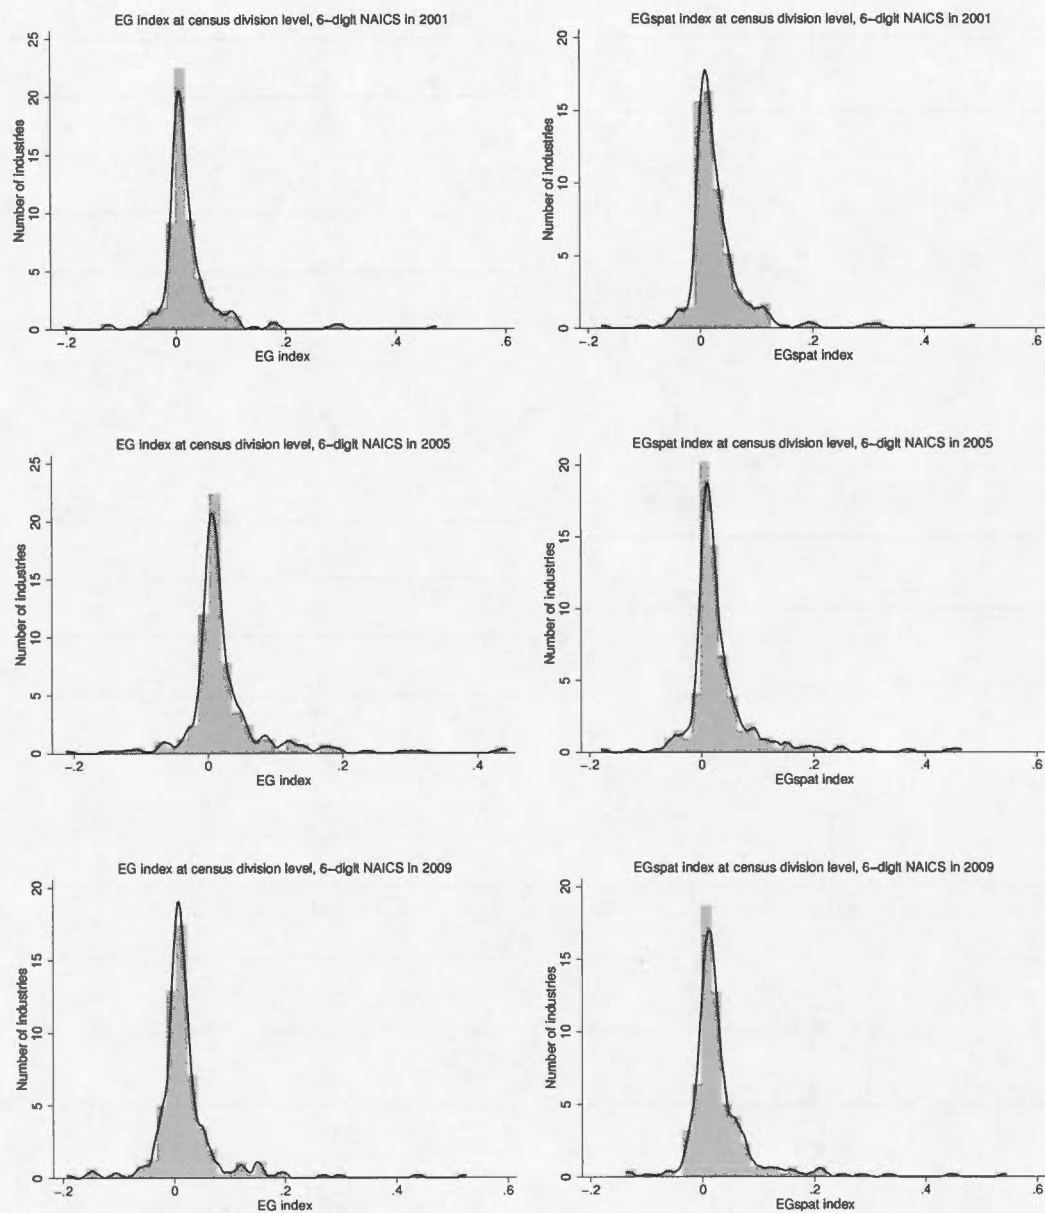 EG index at census division level, 6-digit NAICS in 2001
25
20
15
10
5
0
Number of industries
-.2 0 .2 .4 .6
EG index
EGspat index at census division level, 6-digit NAICS in 2001
20
15
10
5
0
Number of industries
-.2 0 .2 .4 .6
EGspat index
EG index at census division level, 6-digit NAICS in 2005
25
20
15
10
5
0
Number of industries
-.2 0 .2 .4
EG index
EGspat index at census division level, 6-digit NAICS in 2005
20
15
10
5
0
Number of industries
-.2 0 .2 .4 .6
EGspat index
EG index at census division level, 6-digit NAICS in 2009
20
15
10
5
0
Number of industries
-.2 0 .2 .4 .6
EG index
EGspat index at census division level, 6-digit NAICS in 2009
20
15
10
5
0
Number of industries
-.2 0 .2 .4 .6
EGspat index